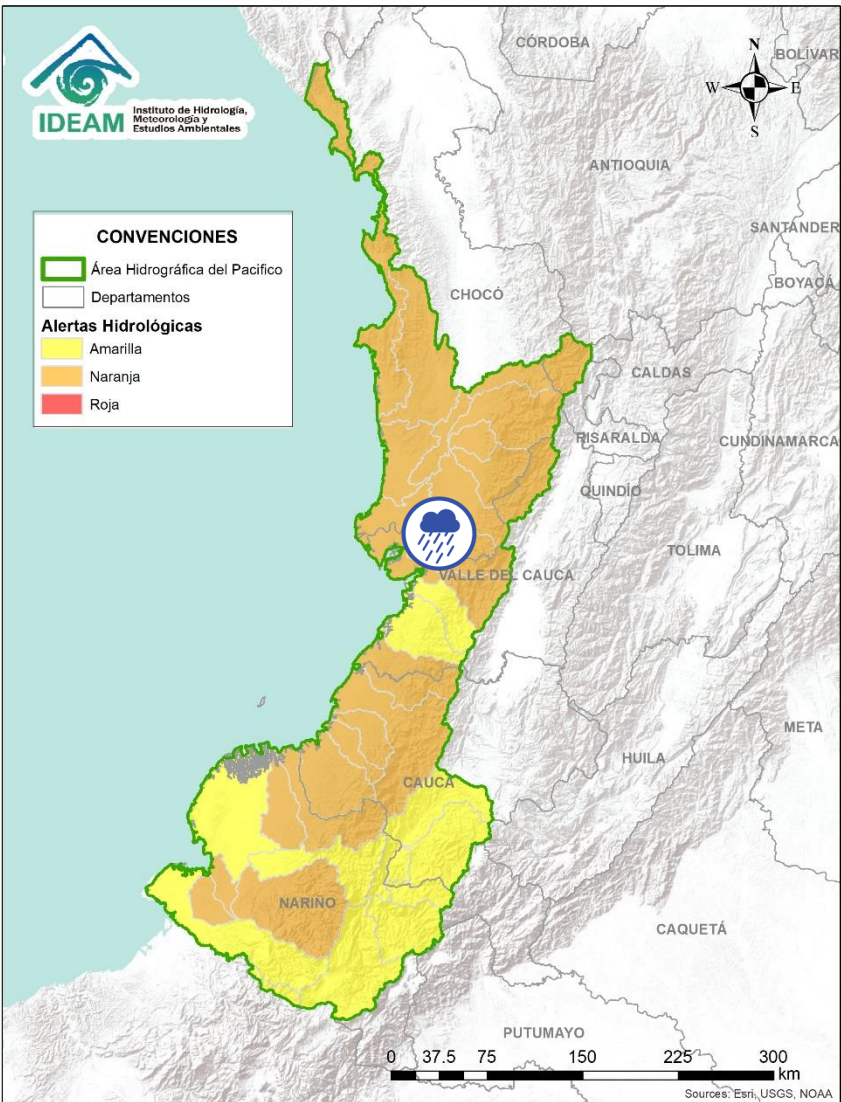 IDEAM
Instituto de Hidrología,
Meteorología y
Estudios Ambientales
CÓRDOBA
N
BOLÍVAR
W
E
S
ANTIOQUIA
SANTANDER
CONVENCIONES
Área Hidrográfica del Pacifico
Departamentos
Alertas Hidrológicas
Amarilla
Naranja
Roja
BOYACÁ
CHOCÓ
CALDAS
RISARALDA
CUNDINAMARCA
QUINDÍO
TOLIMA
VALLE DEL CAUCA
META
HUILA
CAUCA
NARIÑO
CAQUETÁ
PUTUMAYO
0 37.5 75 150 225 300
km
Sources: Esri, USGS, NOAA